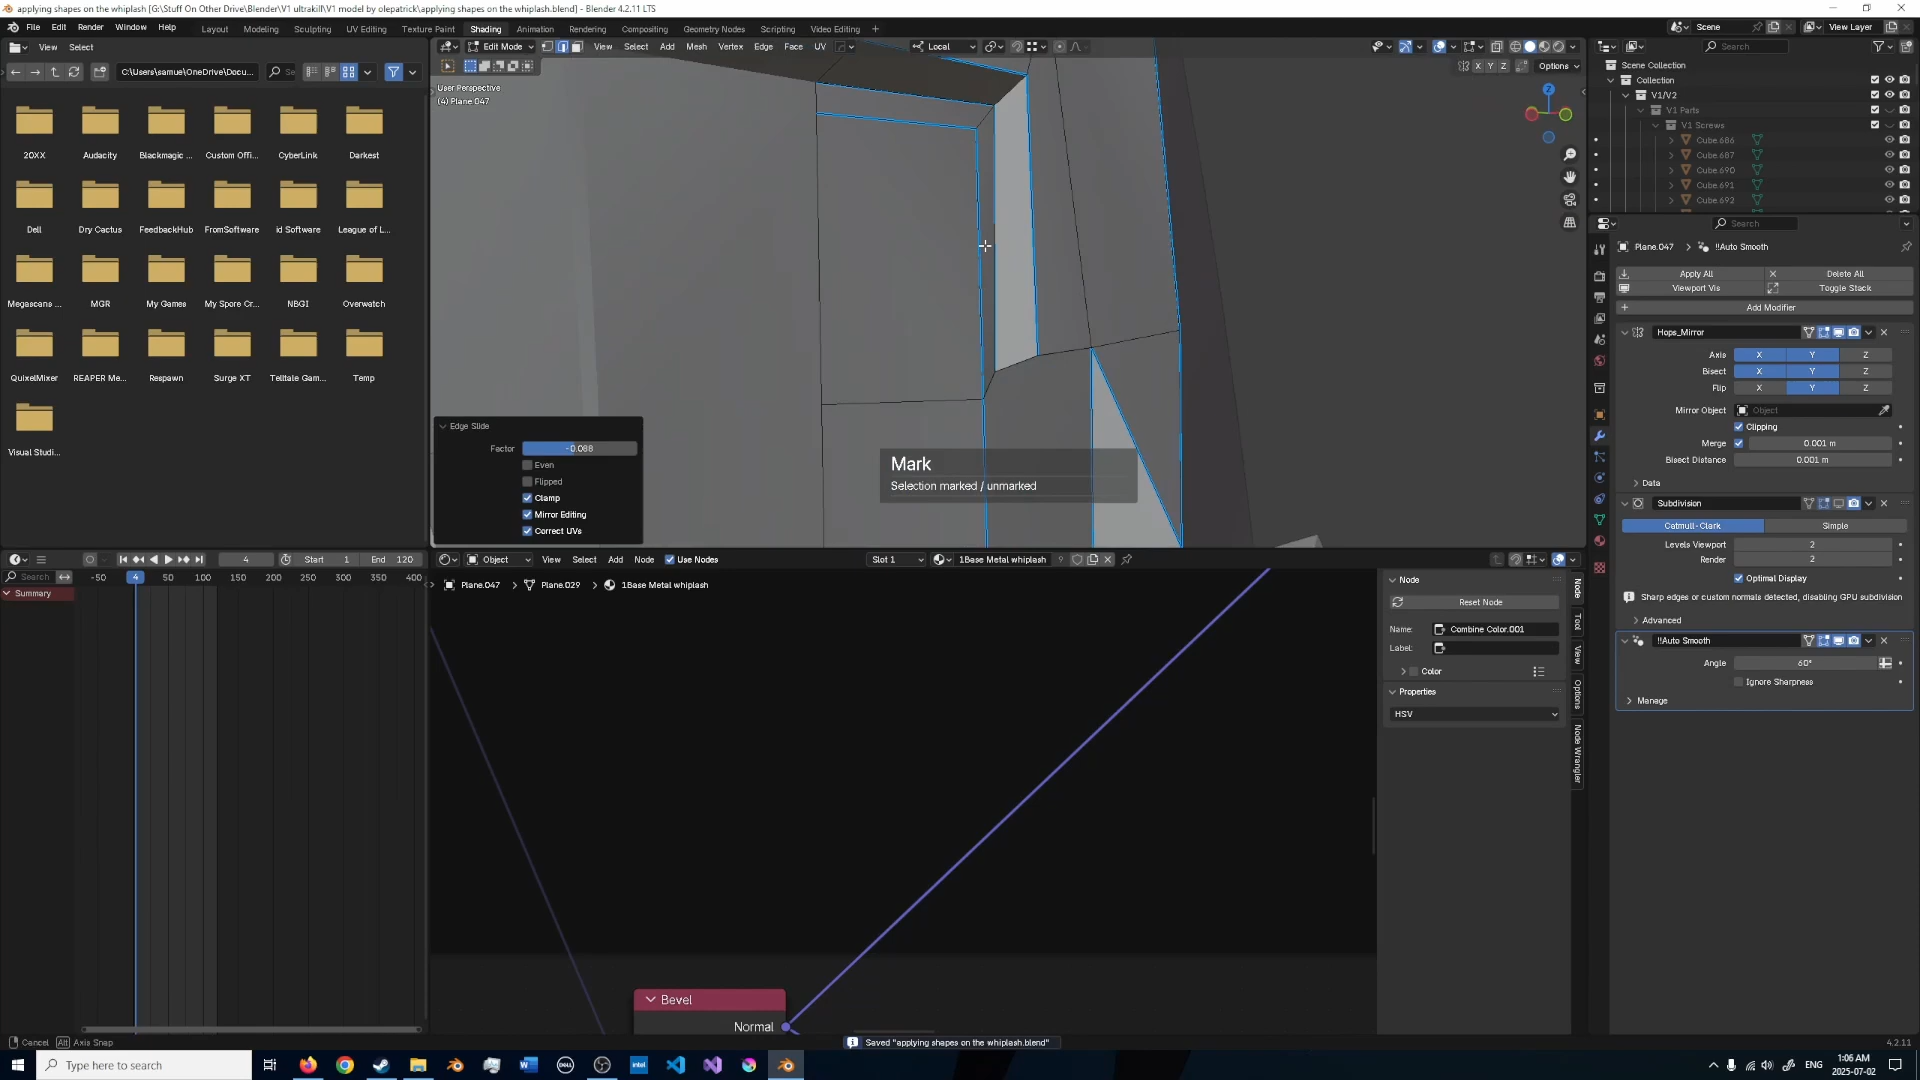 applying shapes on the whiplash [G:\Stuff On Other Drive\Blender\V1 ultrakill\V1 model by olepatrick\applying shapes on the whiplash.blend] - Blender 4.2.11 LTS
File Edit Render Window Help
Layout Modeling Sculpting UV Editing Texture Paint Shading Animation Rendering Compositing Geometry Nodes Scripting Video Editing +
Scene
View Layer
View Select
Edit Mode View Select Add Mesh Vertex Edge Face UV Local
Search
C:\Users\samue\OneDrive\Docu...
Se
X Y Z Options
Scene Collection
Collection
V1/V2
V1 Parts
V1 Screws
Cube.686
Cube.687
Cube.690
Cube.691
Cube.692
User Perspective
(4) Plane.047
Z
20XX Audacity Blackmagic ... Custom Offi... CyberLink Darkest
Dell Dry Cactus FeedbackHub FromSoftware id Software League of L...
Megascans ... MGR My Games My Spore Cr... NBGI Overwatch
QuixelMixer REAPER Me... Respawn Surge XT Telltale Gam... Temp
Visual Studi...
Edge Slide
Factor -0.088
Even
Flipped
Clamp
Mirror Editing
Correct UVs
Mark
Selection marked / unmarked
Search
Plane.047 > !!Auto Smooth
Apply All Delete All
Viewport Vis Toggle Stack
Add Modifier
Hops_Mirror
Axis X Y Z
Bisect X Y Z
Flip X Y Z
Mirror Object Object
Clipping
Merge 0.001 m
Bisect Distance 0.001 m
Data
Subdivision
Catmull-Clark Simple
Levels Viewport 2
Render 2
Optimal Display
Sharp edges or custom normals detected, disabling GPU subdivision
Advanced
!!Auto Smooth
Angle 60°
Ignore Sharpness
Manage
4 Start 1 End 120
Search -50 4 50 100 150 200 250 300 350 400
Summary
Object View Select Add Node Use Nodes Slot 1 1Base Metal whiplash 9
Plane.047 > Plane.029 > 1Base Metal whiplash
Node
Reset Node
Name: Combine Color.001
Label:
Color
Properties
HSV
Node
Tool
View
Options
Node Wrangler
Bevel
Normal
Cancel Alt Axis Snap
Saved "applying shapes on the whiplash.blend"
4.2.11
Type here to search
ENG
1:06 AM
2025-07-02